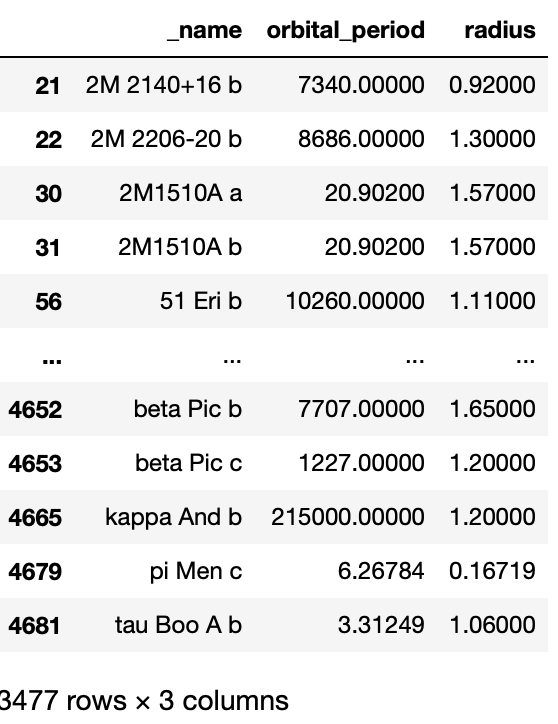 _name orbital_period radius
21 2M 2140+16 b 7340.00000 0.92000
22 2M 2206-20 b 8686.00000 1.30000
30 2M1510A a 20.90200 1.57000
31 2M1510A b 20.90200 1.57000
56 51 Eri b 10260.00000 1.11000
... ... ... ...
4652 beta Pic b 7707.00000 1.65000
4653 beta Pic c 1227.00000 1.20000
4665 kappa And b 215000.00000 1.20000
4679 pi Men c 6.26784 0.16719
4681 tau Boo A b 3.31249 1.06000
3477 rows × 3 columns